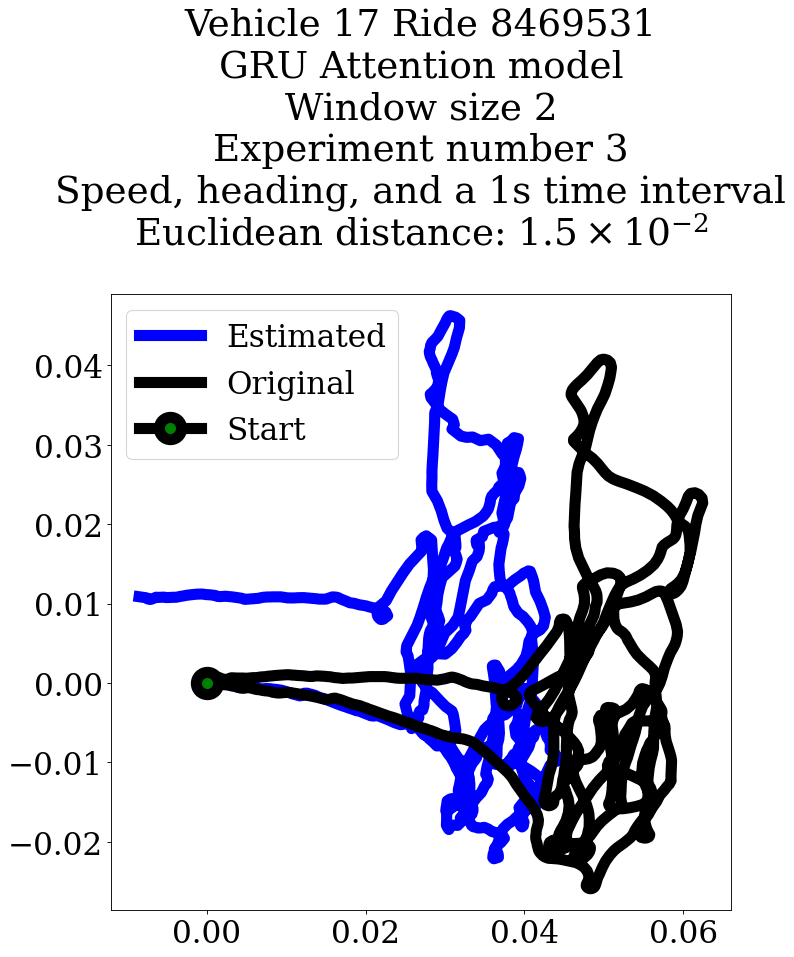 Vehicle 17 Ride 8469531
GRU Attention model
Window size 2
Experiment number 3
Speed, heading, and a 1s time interval
Euclidean distance: 1.5 × 10⁻²
Estimated
Original
Start
0.04
0.03
0.02
0.01
0.00
−0.01
−0.02
0.00 0.02 0.04 0.06